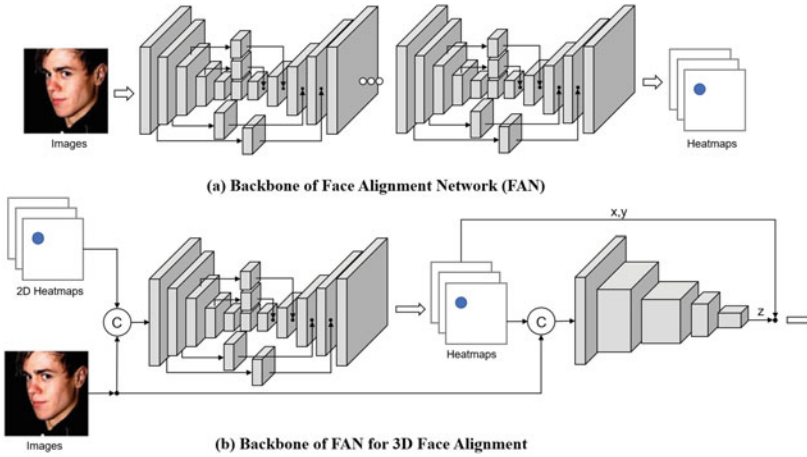 Images
Heatmaps
(a) Backbone of Face Alignment Network (FAN)
x,y
2D Heatmaps
C
Heatmaps
C
z
Images
(b) Backbone of FAN for 3D Face Alignment